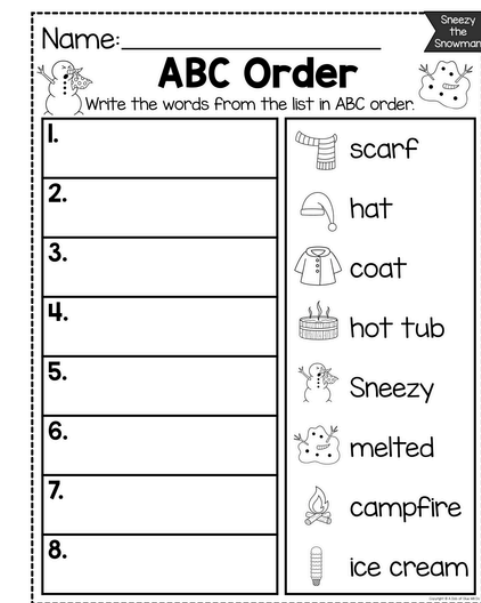 Sneezy
the
Snowman
Name:
ABC Order
Write the words from the list in ABC order.
1.
2.
3.
4.
5.
6.
7.
8.
scarf
hat
coat
hot tub
Sneezy
melted
campfire
ice cream